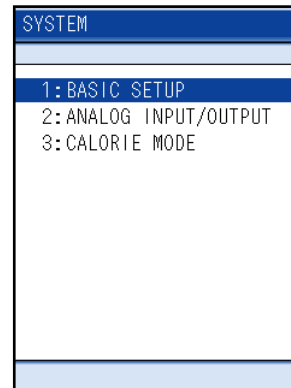 SYSTEM
1:BASIC SETUP
2:ANALOG INPUT/OUTPUT
3:CALORIE MODE